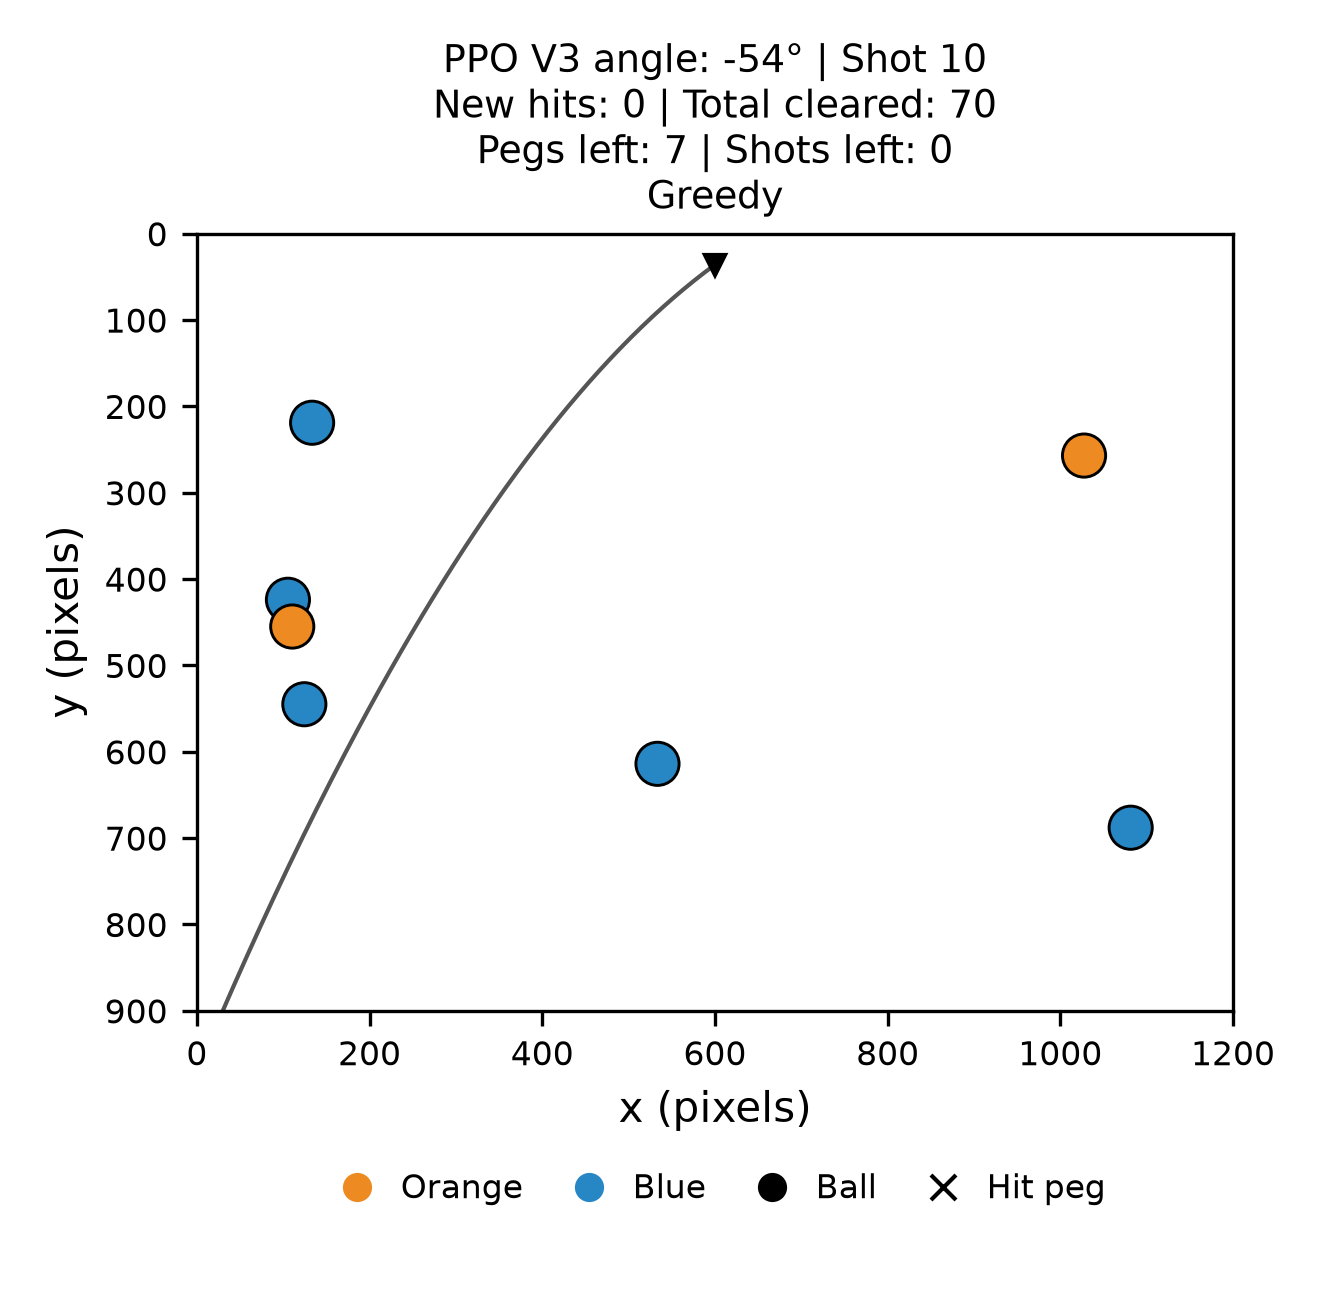 PPO V3 angle: -54° | Shot 10
New hits: 0 | Total cleared: 70
Pegs left: 7 | Shots left: 0
Greedy
0
100
200
300
400
500
600
700
800
900
y (pixels)
0 200 400 600 800 1000 1200
x (pixels)
Orange Blue Ball Hit peg